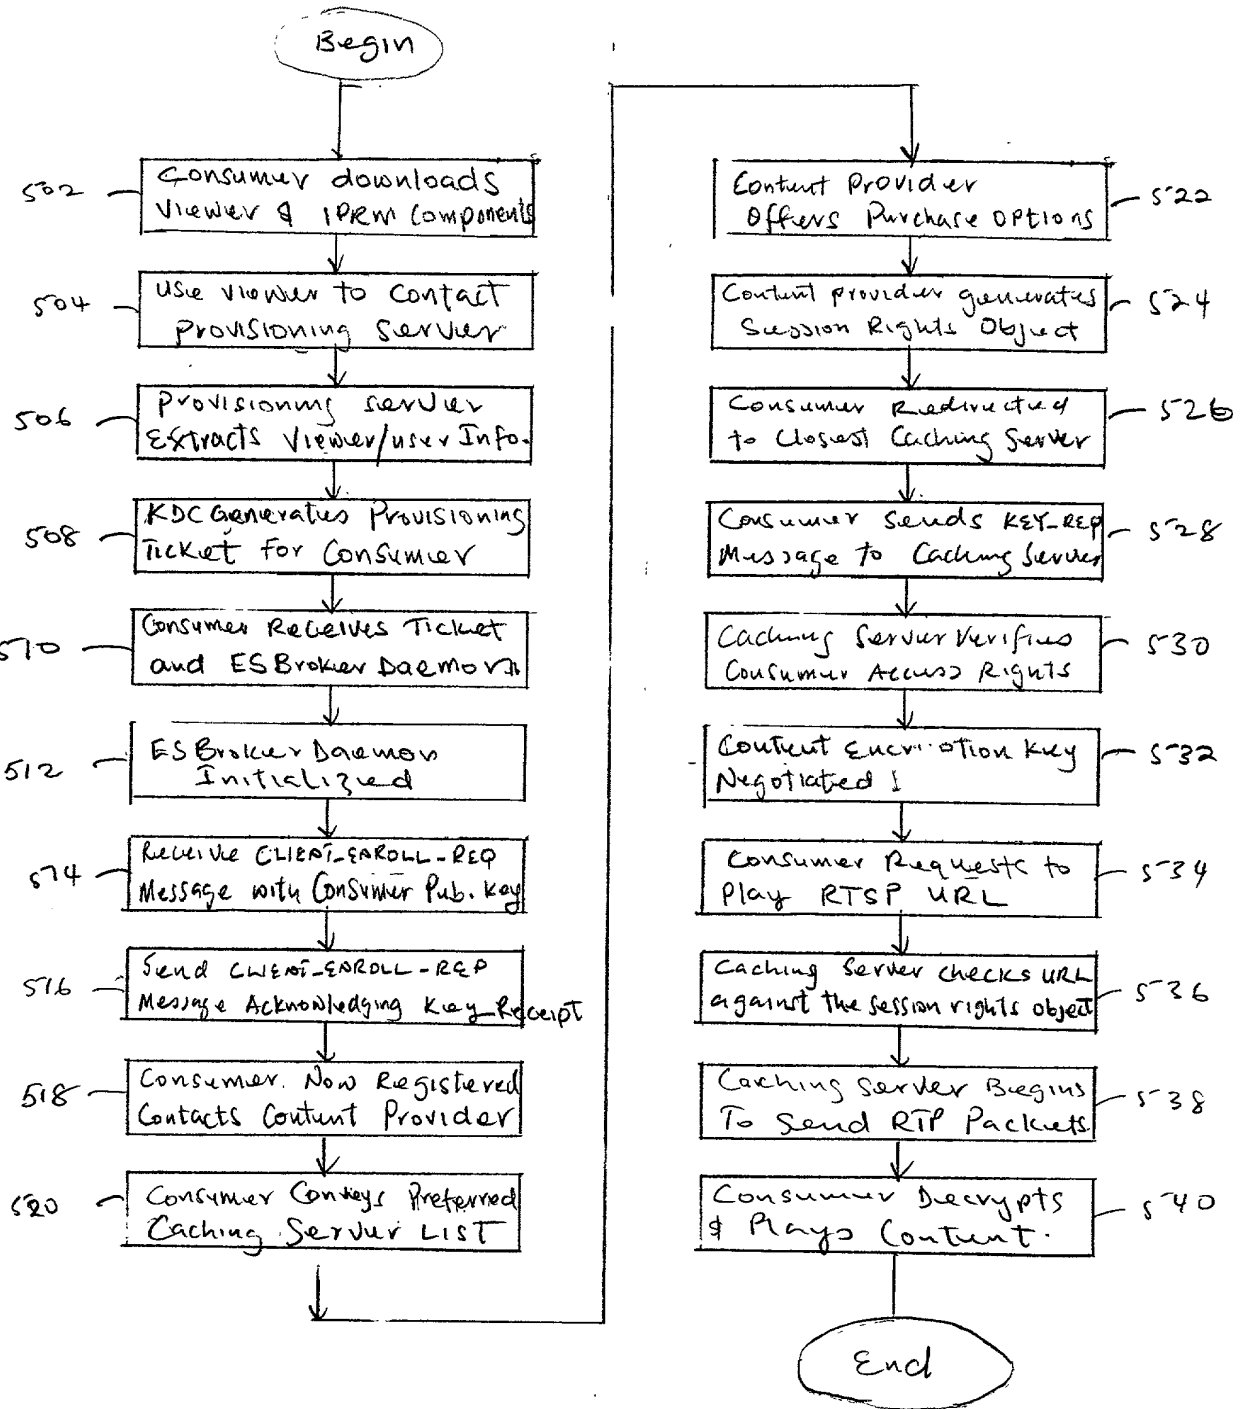 Begin
502
Consumer downloads
Viewer & IPRM Components
504
Use viewer to Contact
Provisioning Server
506
Provisioning Server
Extracts Viewer/user Info.
508
KDC Generates Provisioning
Ticket For Consumer
510
Consumer Receives Ticket
and ESBroker Daemon
512
ESBroker Daemon
Initialized
514
Receive CLIENT_ENROLL_REQ
Message with Consumer Pub. Key
516
Send CLIENT_ENROLL_REP
Message Acknowledging Key Receipt
518
Consumer Now Registered
Contacts Content Provider
520
Consumer Conveys Preferred
Caching Server LIST
Content Provider
Offers Purchase Options
522
Content provider generates
Session Rights Object
524
Consumer Redirected
to Closest Caching Server
526
Consumer Sends KEY_REQ
Message to Caching Server
528
Caching Server Verifies
Consumer Access Rights
530
Content Encryption Key
Negotiated
532
Consumer Requests to
Play RTSP URL
534
Caching Server checks URL
against the session rights object
536
Caching Server Begins
To Send RTP Packets
538
Consumer Decrypts
& Plays Content.
540
End